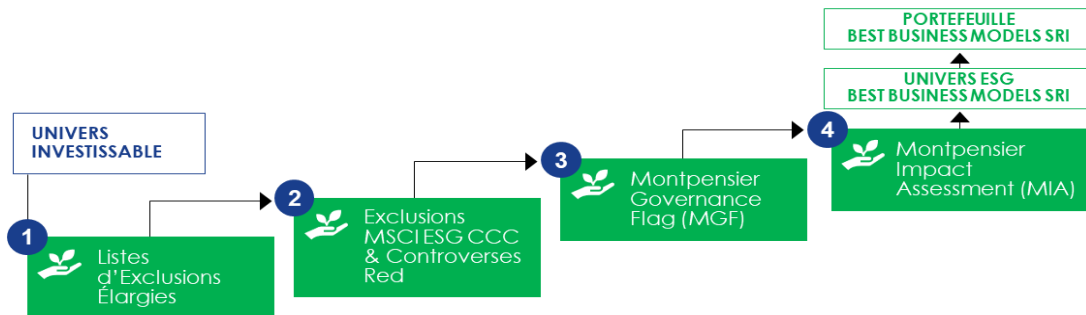 UNIVERS
INVESTISSABLE
1
Listes
d'Exclusions
Élargies
2
Exclusions
MSCI ESG CCC
& Controverses
Red
3
Montpensier
Governance
Flag (MGF)
4
Montpensier
Impact
Assessment (MIA)
UNIVERS ESG
BEST BUSINESS MODELS SRI
PORTEFEUILLE
BEST BUSINESS MODELS SRI